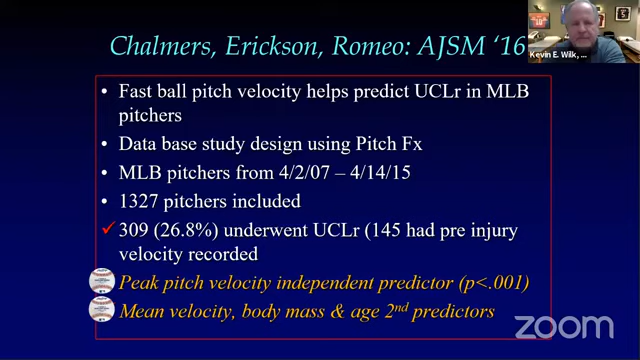 Chalmers, Erickson, Romeo: AJSM '16
Kevin E. Wilk, ...
• Fast ball pitch velocity helps predict UCLr in MLB
pitchers
• Data base study design using Pitch Fx
• MLB pitchers from 4/2/07 – 4/14/15
• 1327 pitchers included
✓ 309 (26.8%) underwent UCLr (145 had pre injury
velocity recorded
Peak pitch velocity independent predictor (p<.001)
Mean velocity, body mass & age 2nd predictors
zoom